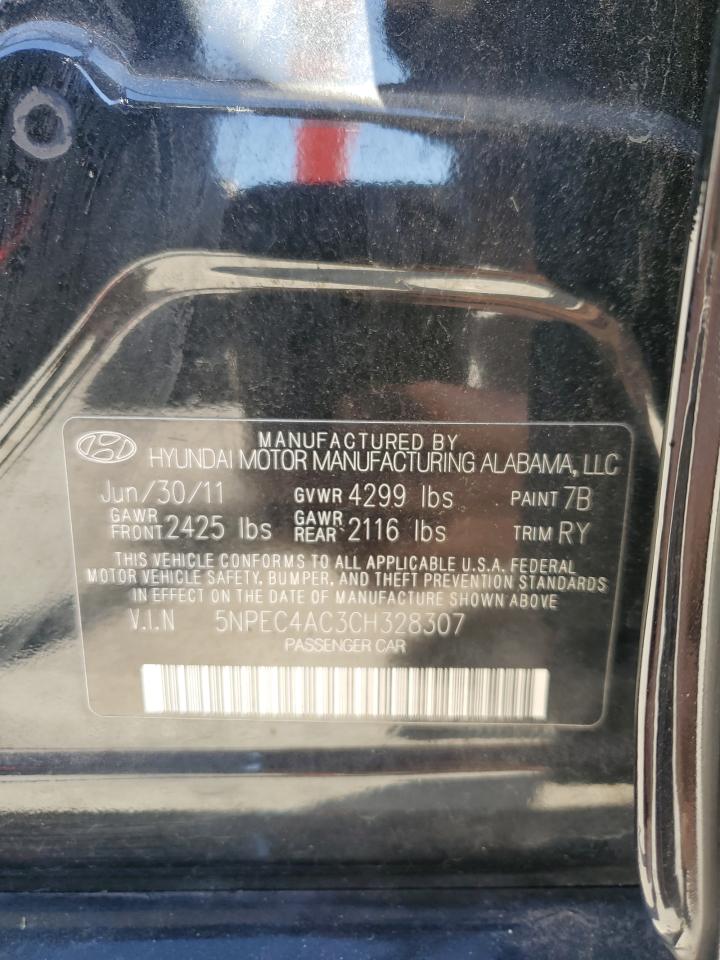 MANUFACTURED BY
HYUNDAI MOTOR MANUFACTURING ALABAMA, LLC
Jun/30/11 GVWR 4299 lbs PAINT 7B
GAWR FRONT 2425 lbs GAWR REAR 2116 lbs TRIM RY
THIS VEHICLE CONFORMS TO ALL APPLICABLE U.S.A. FEDERAL
MOTOR VEHICLE SAFETY, BUMPER, AND THEFT PREVENTION STANDARDS
IN EFFECT ON THE DATE OF MANUFACTURE SHOWN ABOVE
V.I.N 5NPEC4AC3CH328307
PASSENGER CAR